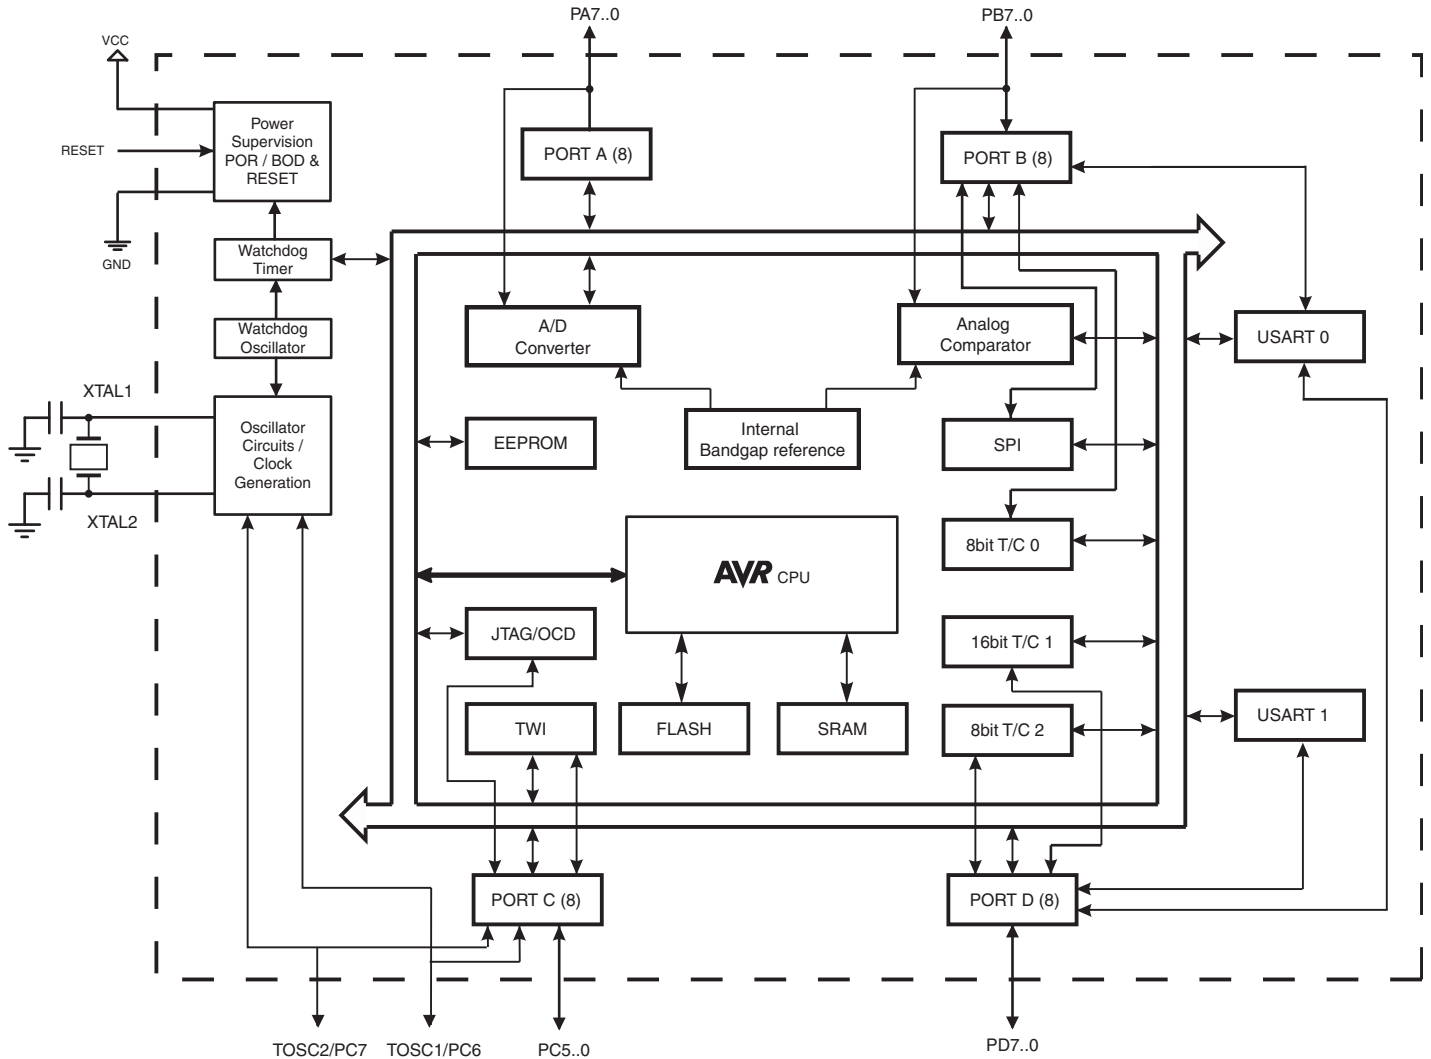 PA7..0
PB7..0
VCC
RESET
GND
Power
Supervision
POR / BOD &
RESET
PORT A (8)
PORT B (8)
Watchdog
Timer
Watchdog
Oscillator
A/D
Converter
Analog
Comparator
USART 0
XTAL1
XTAL2
Oscillator
Circuits /
Clock
Generation
EEPROM
Internal
Bandgap reference
SPI
AVR CPU
8bit T/C 0
JTAG/OCD
16bit T/C 1
TWI
FLASH
SRAM
8bit T/C 2
USART 1
PORT C (8)
PORT D (8)
TOSC2/PC7
TOSC1/PC6
PC5..0
PD7..0